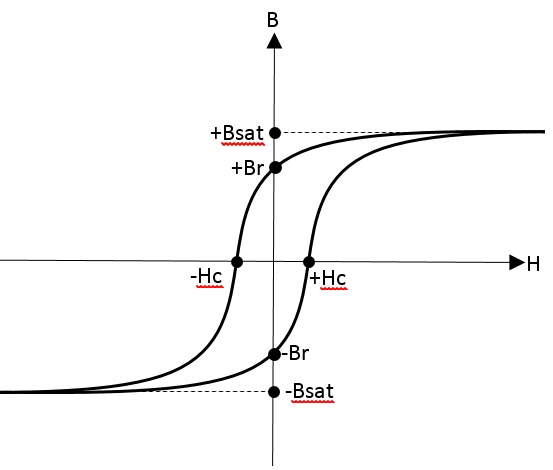 B
+Bsat
+Br
-Hc
+Hc
H
-Br
-Bsat